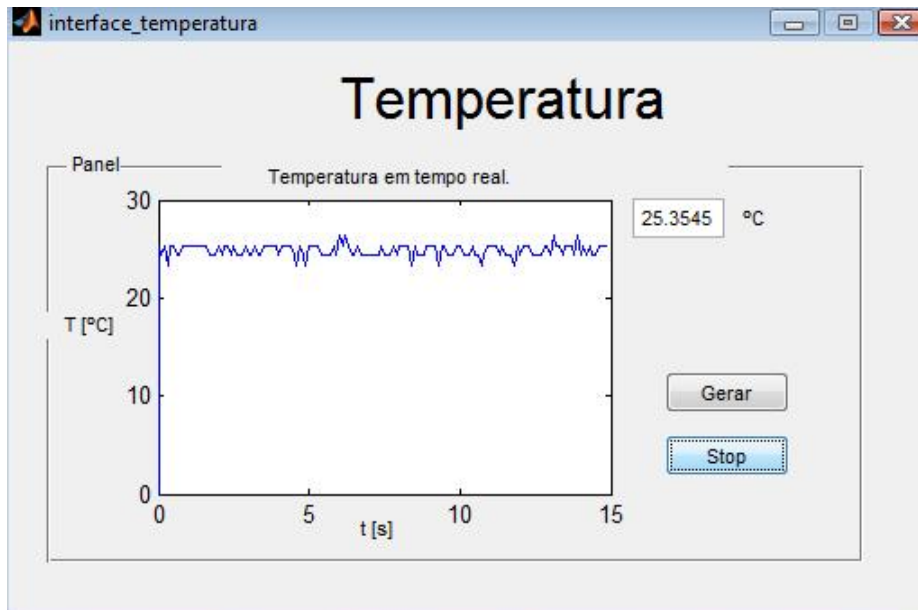 interface_temperatura
Temperatura
Panel
Temperatura em tempo real.
30
25.3545 ºC
20
T [ºC]
10
Gerar
Stop
0
0 5 10 15
t [s]